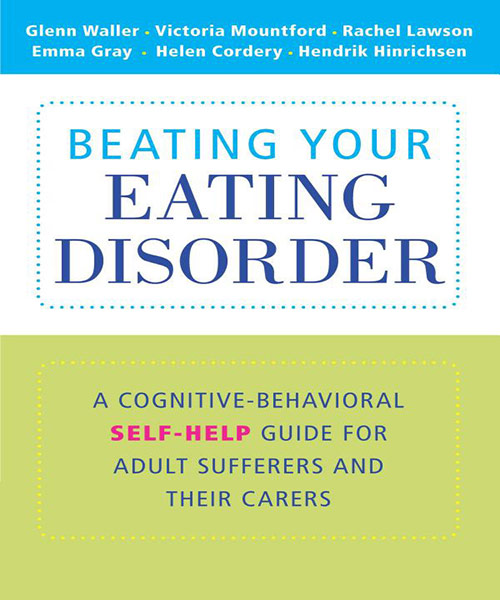 Glenn Waller · Victoria Mountford · Rachel Lawson
Emma Gray · Helen Cordery · Hendrik Hinrichsen
BEATING YOUR
EATING
DISORDER
A COGNITIVE-BEHAVIORAL
SELF-HELP GUIDE FOR
ADULT SUFFERERS AND
THEIR CARERS